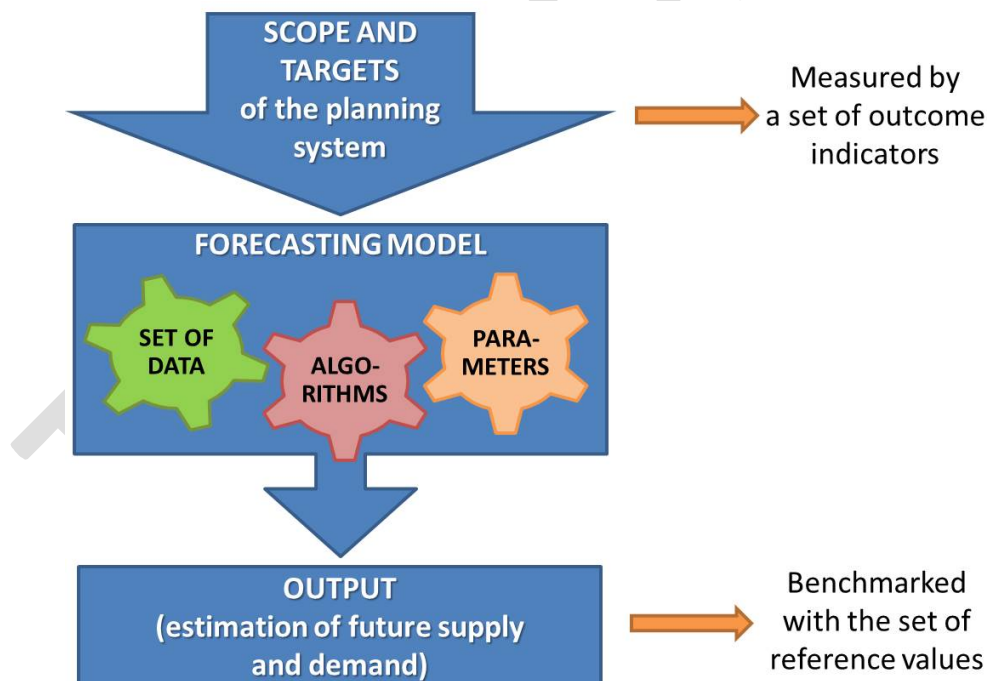 SCOPE AND
TARGETS
of the planning
system
Measured by
a set of outcome
indicators
FORECASTING MODEL
SET OF
DATA
ALGO-
RITHMS
PARA-
METERS
OUTPUT
(estimation of future supply
and demand)
Benchmarked
with the set of
reference values